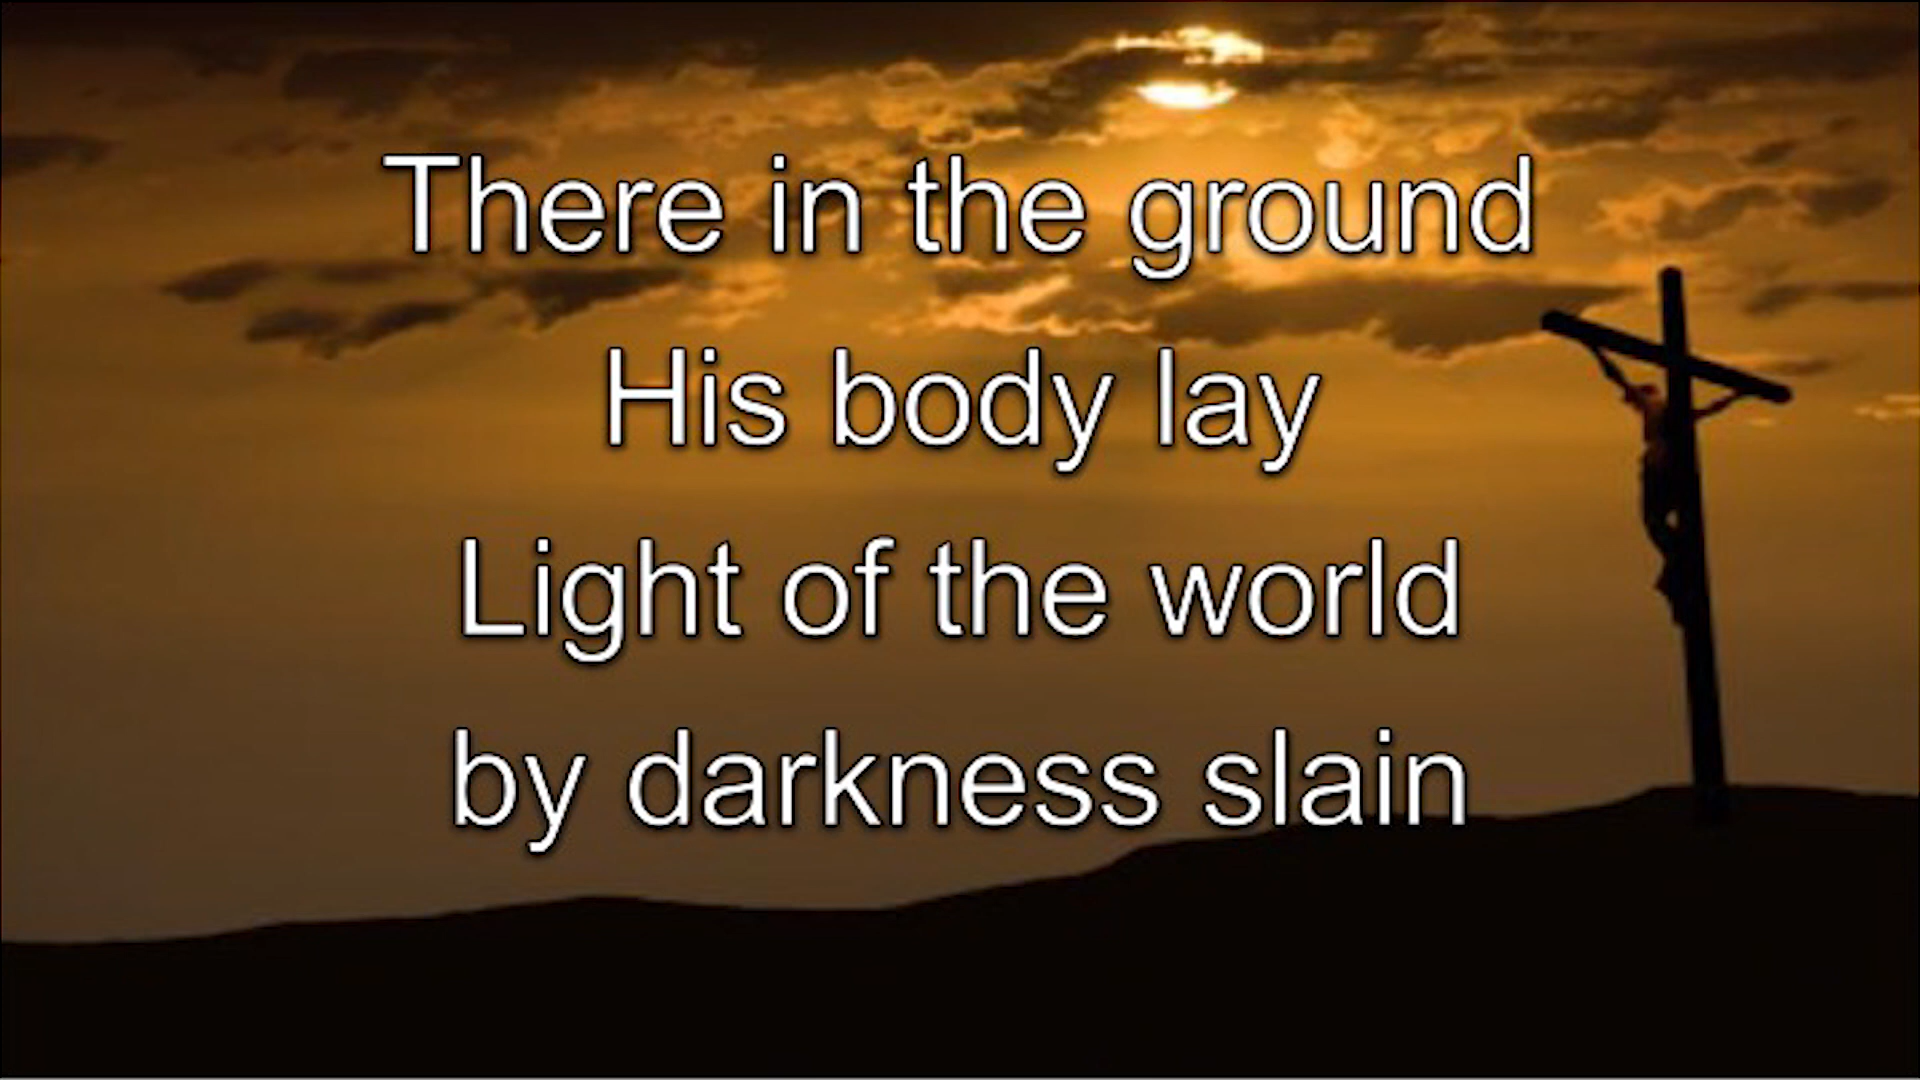 There in the ground
His body lay
Light of the world
by darkness slain